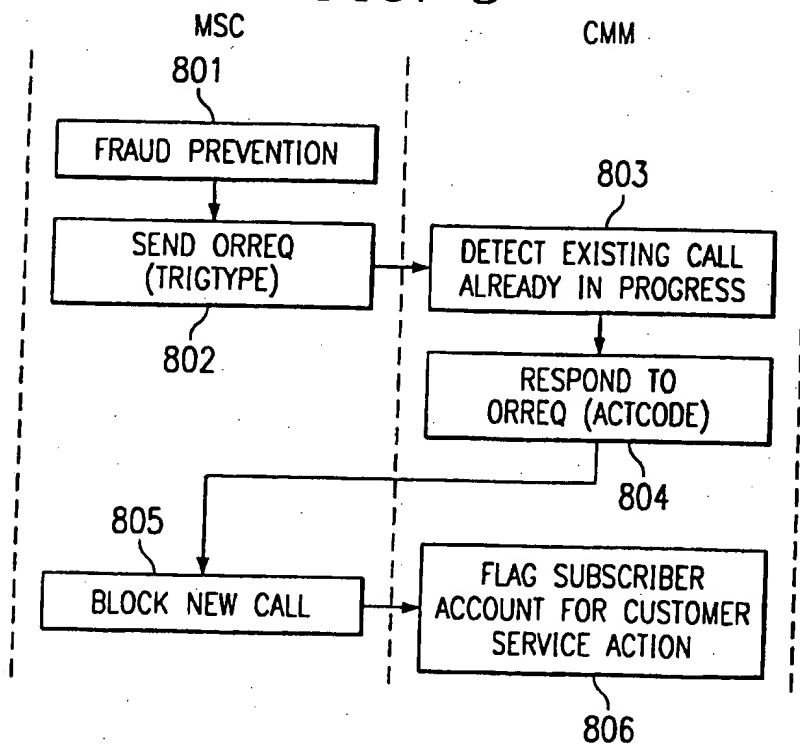 MSC
CMM
801
FRAUD PREVENTION
803
SEND ORREQ
(TRIGTYPE)
802
DETECT EXISTING CALL
ALREADY IN PROGRESS
RESPOND TO
ORREQ (ACTCODE)
804
805
BLOCK NEW CALL
FLAG SUBSCRIBER
ACCOUNT FOR CUSTOMER
SERVICE ACTION
806